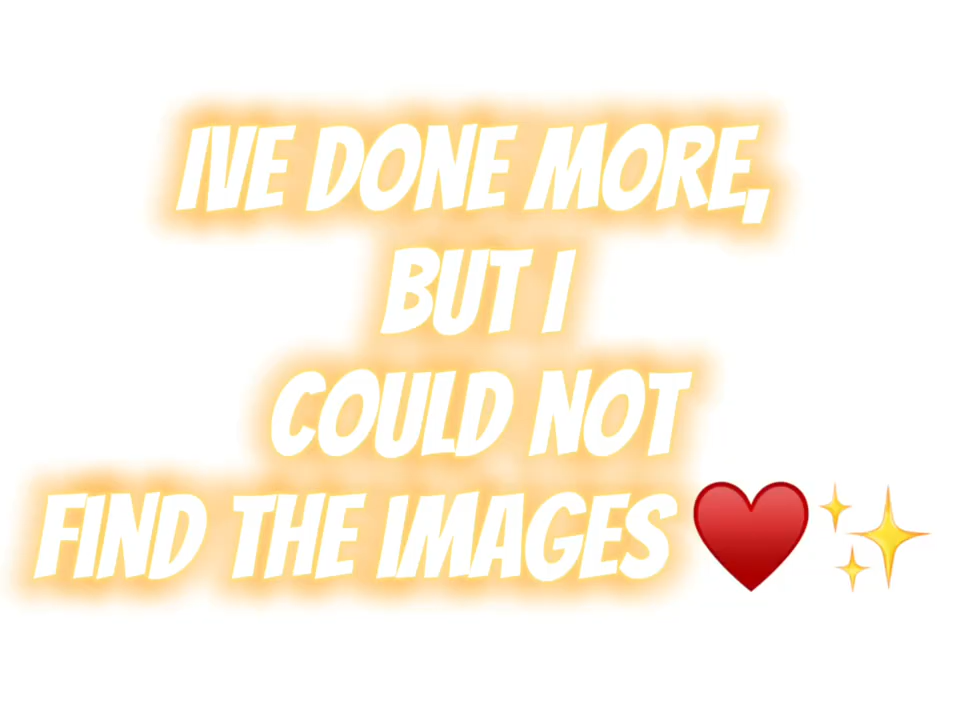 IVE DONE MORE,
BUT I
COULD NOT
FIND THE IMAGES ♥️✨